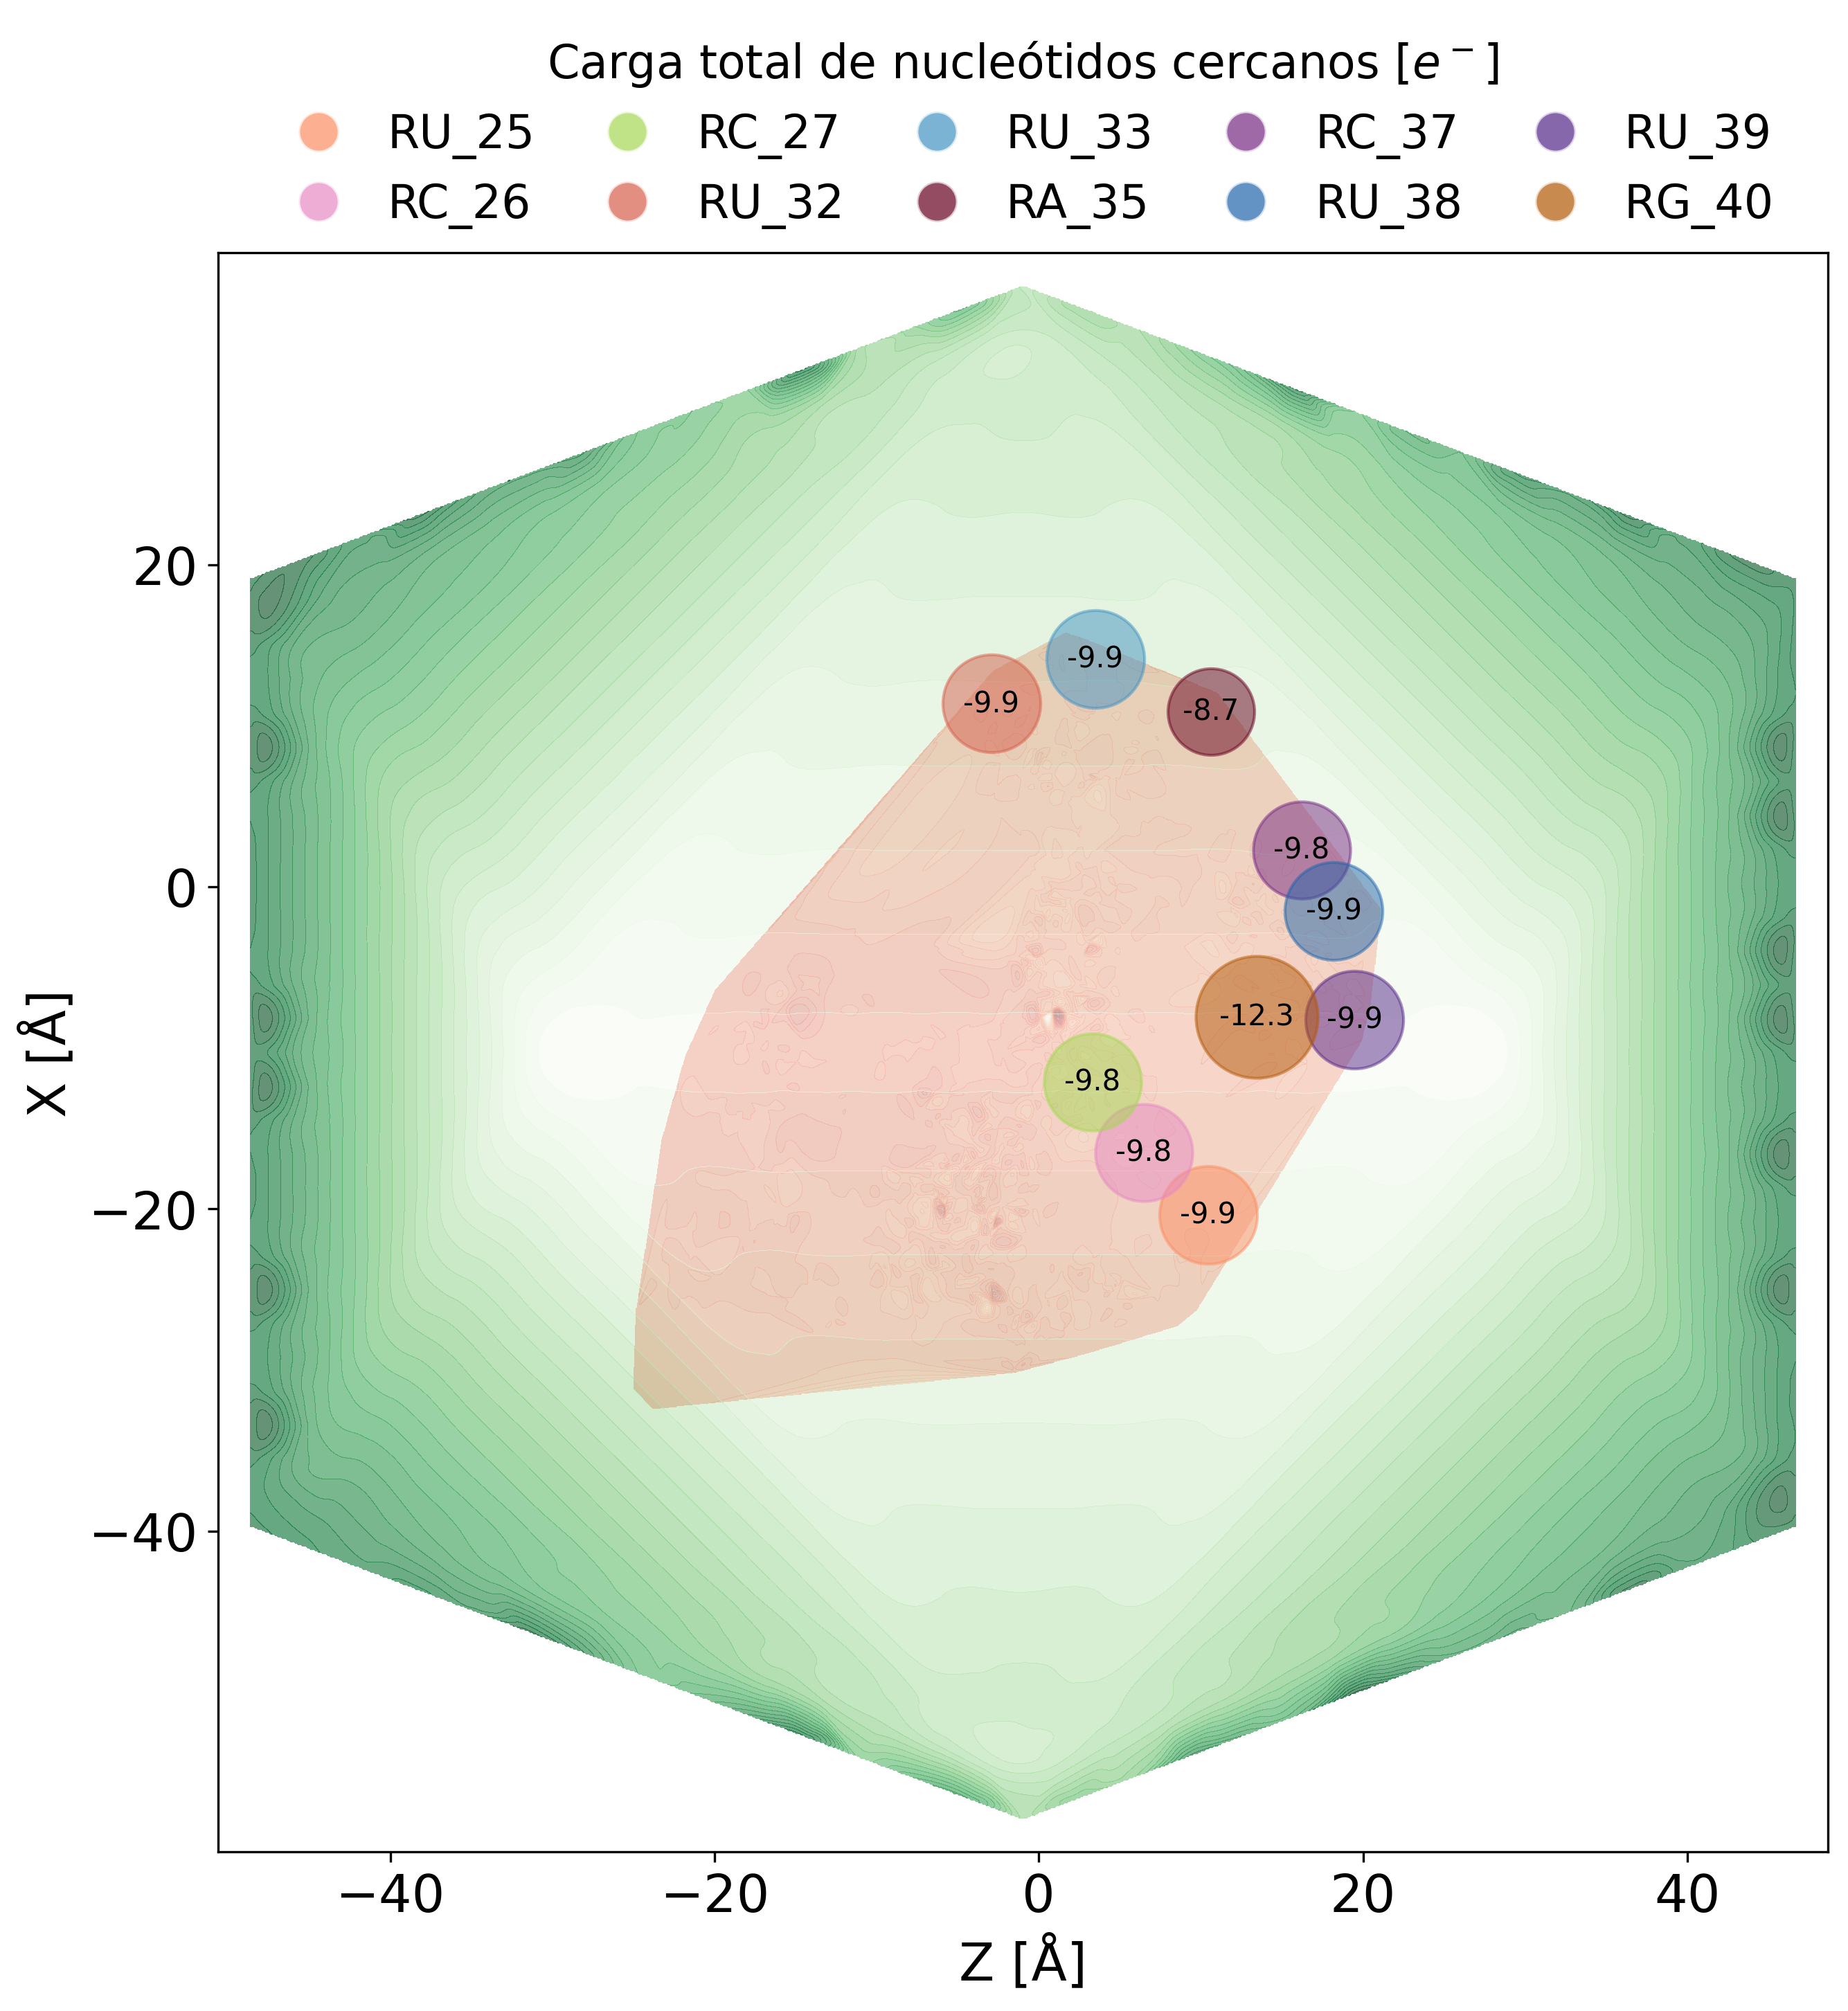 Carga total de nucleótidos cercanos [e⁻]
RU_25 RC_27 RU_33 RC_37 RU_39
RC_26 RU_32 RA_35 RU_38 RG_40
20
0
−20
−40
X [Å]
-9.9
-9.9
-8.7
-9.8
-9.9
-12.3
-9.9
-9.8
-9.8
-9.9
−40 −20 0 20 40
Z [Å]